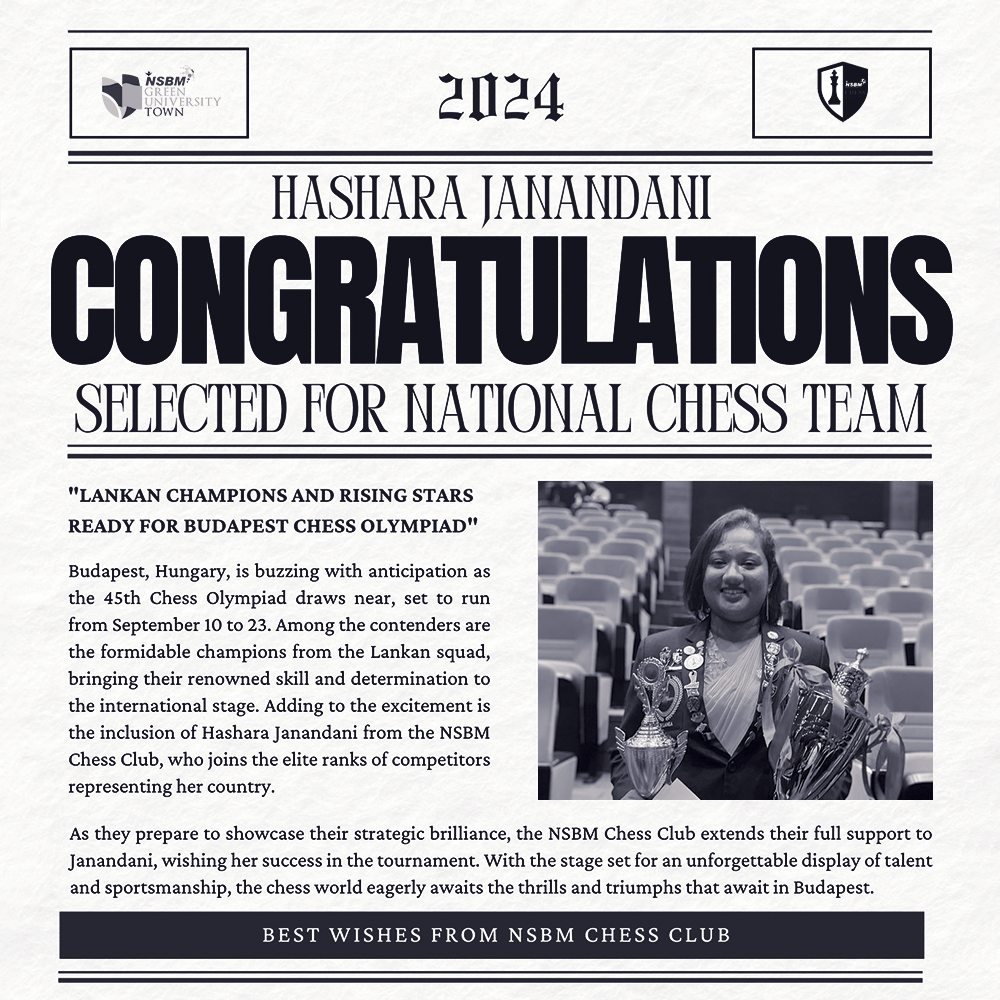 NSBM
GREEN
UNIVERSITY
TOWN
2024
NSBM
HASHARA JANANDANI
CONGRATULATIONS
SELECTED FOR NATIONAL CHESS TEAM
"LANKAN CHAMPIONS AND RISING STARS
READY FOR BUDAPEST CHESS OLYMPIAD"
Budapest, Hungary, is buzzing with anticipation as
the 45th Chess Olympiad draws near, set to run
from September 10 to 23. Among the contenders are
the formidable champions from the Lankan squad,
bringing their renowned skill and determination to
the international stage. Adding to the excitement is
the inclusion of Hashara Janandani from the NSBM
Chess Club, who joins the elite ranks of competitors
representing her country.
As they prepare to showcase their strategic brilliance, the NSBM Chess Club extends their full support to
Janandani, wishing her success in the tournament. With the stage set for an unforgettable display of talent
and sportsmanship, the chess world eagerly awaits the thrills and triumphs that await in Budapest.
BEST WISHES FROM NSBM CHESS CLUB